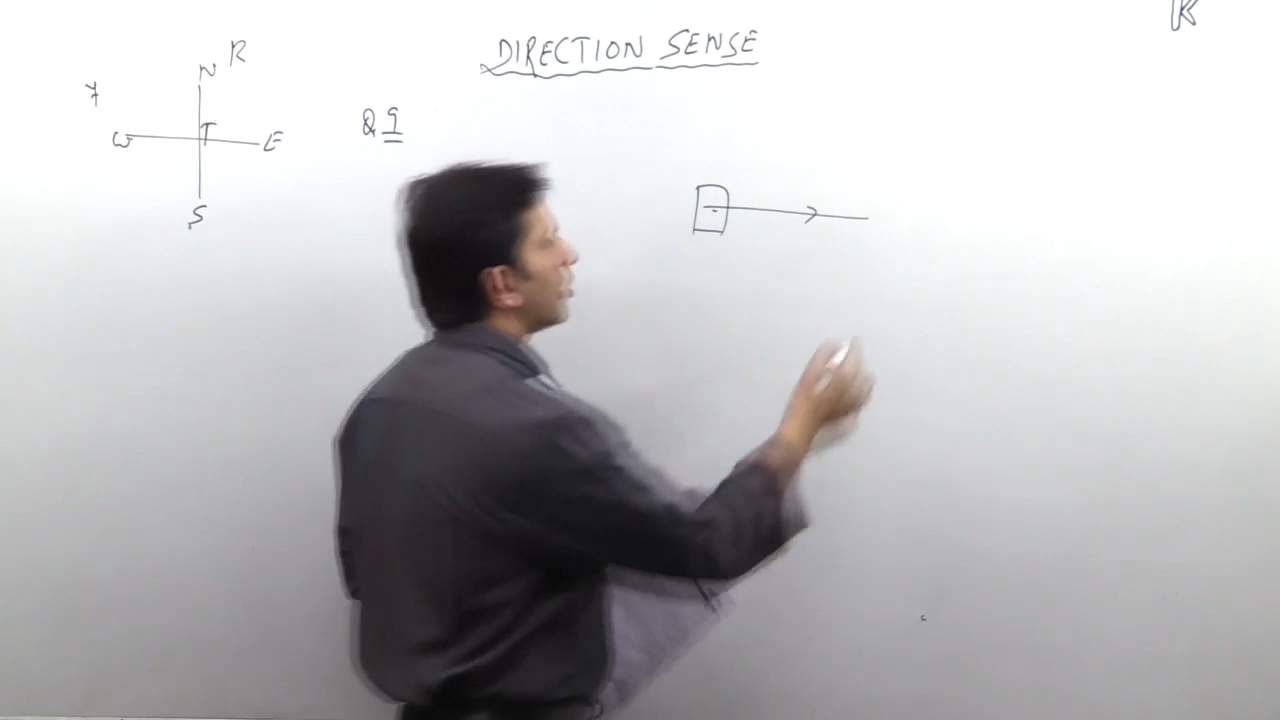 DIRECTION SENSE
N R
W T E
S
Q 9
K